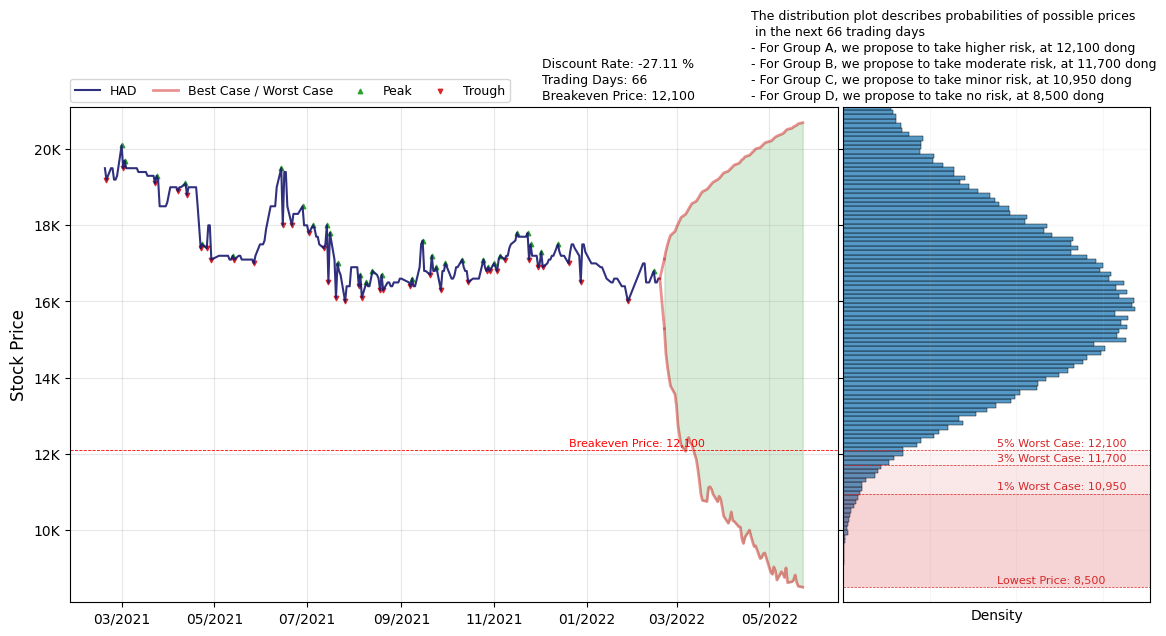 The distribution plot describes probabilities of possible prices
in the next 66 trading days
- For Group A, we propose to take higher risk, at 12,100 dong
- For Group B, we propose to take moderate risk, at 11,700 dong
- For Group C, we propose to take minor risk, at 10,950 dong
- For Group D, we propose to take no risk, at 8,500 dong
Discount Rate: -27.11 %
Trading Days: 66
Breakeven Price: 12,100
HAD
Best Case / Worst Case
Peak
Trough
Stock Price
20K
18K
16K
14K
12K
10K
Breakeven Price: 12,100
03/2021
05/2021
07/2021
09/2021
11/2021
01/2022
03/2022
05/2022
5% Worst Case: 12,100
3% Worst Case: 11,700
1% Worst Case: 10,950
Lowest Price: 8,500
Density